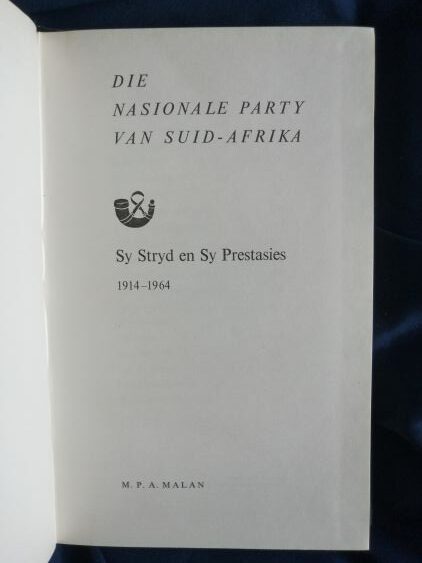 DIE
NASIONALE PARTY
VAN SUID-AFRIKA
Sy Stryd en Sy Prestasies
1914–1964
M. P. A. MALAN